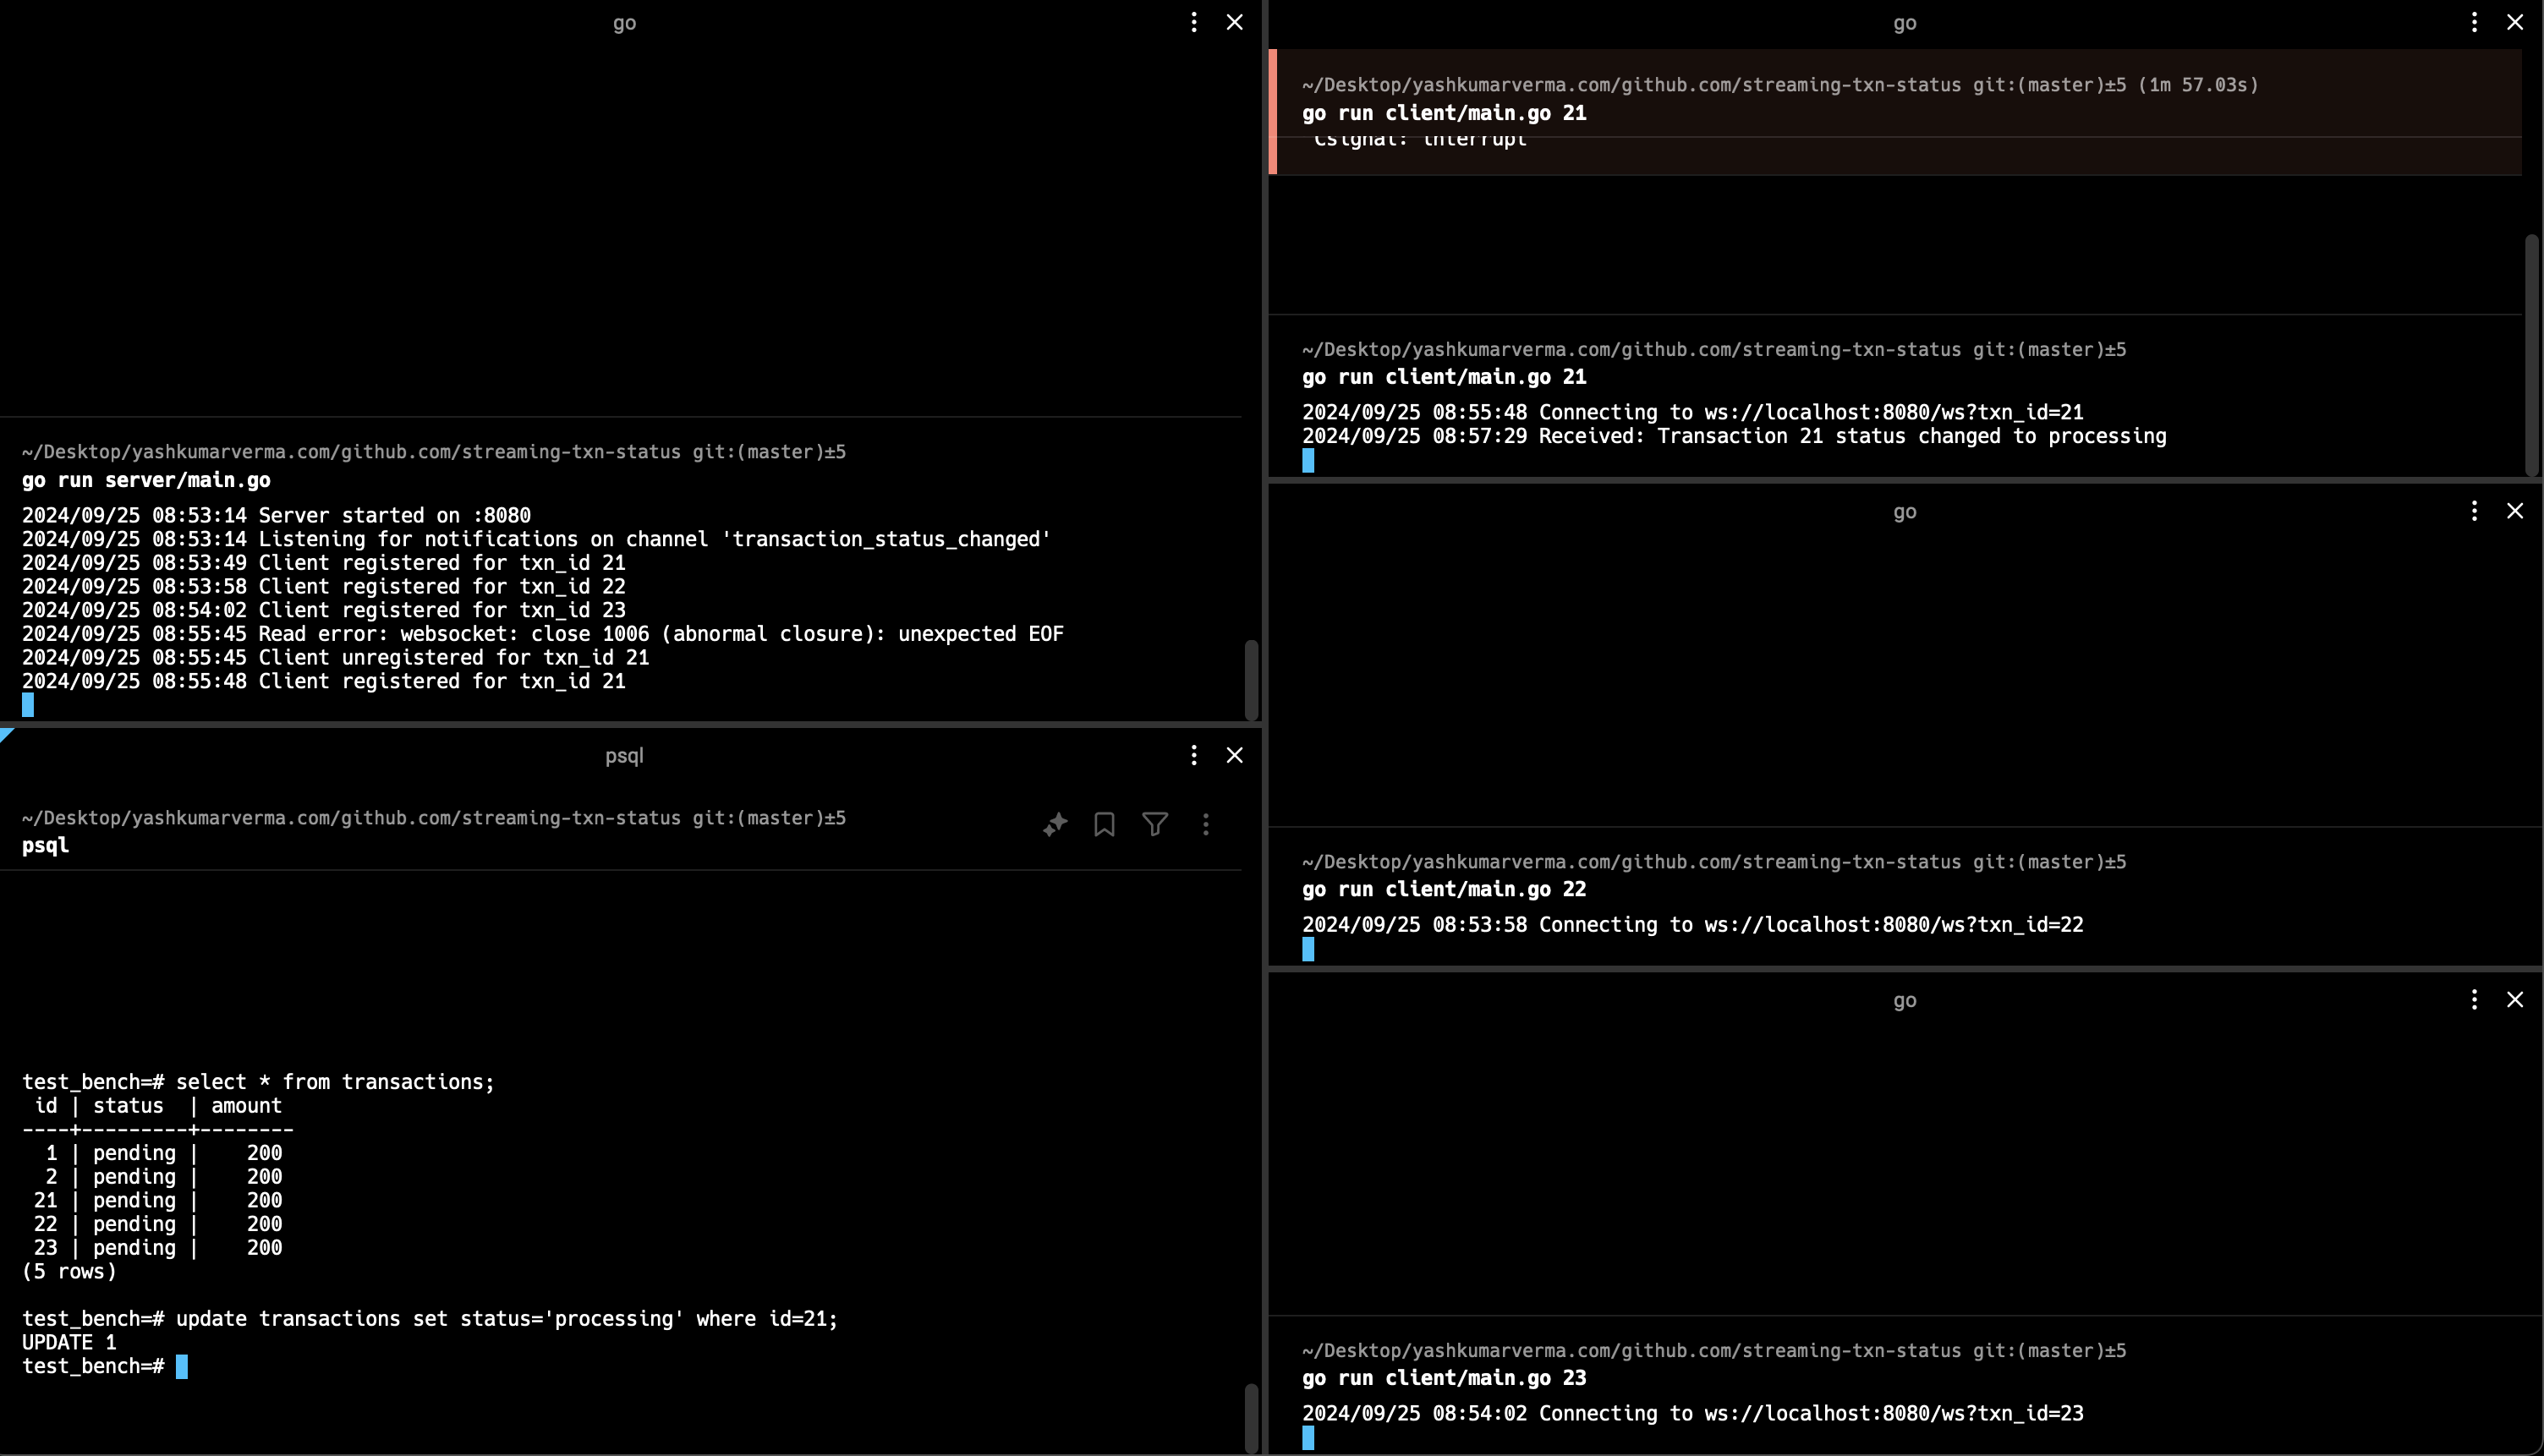 go
~/Desktop/yashkumarverma.com/github.com/streaming-txn-status git:(master)±5
go run server/main.go
2024/09/25 08:53:14 Server started on :8080
2024/09/25 08:53:14 Listening for notifications on channel 'transaction_status_changed'
2024/09/25 08:53:49 Client registered for txn_id 21
2024/09/25 08:53:58 Client registered for txn_id 22
2024/09/25 08:54:02 Client registered for txn_id 23
2024/09/25 08:55:45 Read error: websocket: close 1006 (abnormal closure): unexpected EOF
2024/09/25 08:55:45 Client unregistered for txn_id 21
2024/09/25 08:55:48 Client registered for txn_id 21
psql
~/Desktop/yashkumarverma.com/github.com/streaming-txn-status git:(master)±5
psql
test_bench=# select * from transactions;
 id | status  | amount
----+---------+--------
  1 | pending |    200
  2 | pending |    200
 21 | pending |    200
 22 | pending |    200
 23 | pending |    200
(5 rows)
test_bench=# update transactions set status='processing' where id=21;
UPDATE 1
test_bench=#
go
~/Desktop/yashkumarverma.com/github.com/streaming-txn-status git:(master)±5 (1m 57.03s)
go run client/main.go 21
Csignal: interrupt
~/Desktop/yashkumarverma.com/github.com/streaming-txn-status git:(master)±5
go run client/main.go 21
2024/09/25 08:55:48 Connecting to ws://localhost:8080/ws?txn_id=21
2024/09/25 08:57:29 Received: Transaction 21 status changed to processing
go
~/Desktop/yashkumarverma.com/github.com/streaming-txn-status git:(master)±5
go run client/main.go 22
2024/09/25 08:53:58 Connecting to ws://localhost:8080/ws?txn_id=22
go
~/Desktop/yashkumarverma.com/github.com/streaming-txn-status git:(master)±5
go run client/main.go 23
2024/09/25 08:54:02 Connecting to ws://localhost:8080/ws?txn_id=23